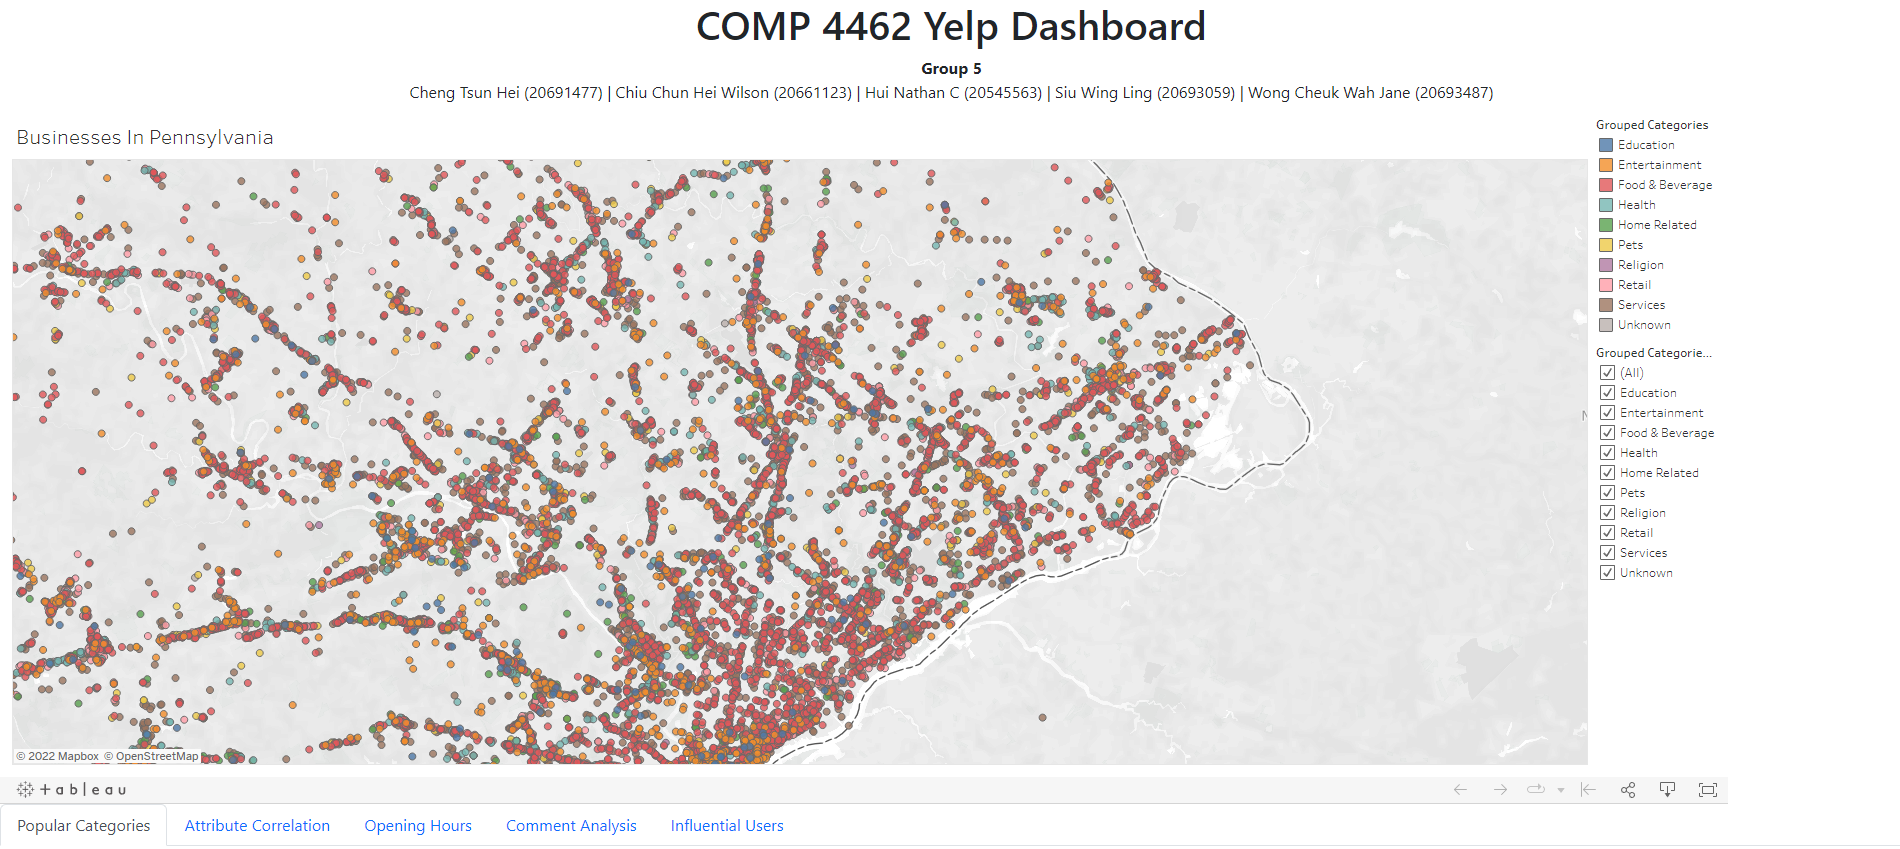 COMP 4462 Yelp Dashboard
Group 5
Cheng Tsun Hei (20691477) | Chiu Chun Hei Wilson (20661123) | Hui Nathan C (20545563) | Siu Wing Ling (20693059) | Wong Cheuk Wah Jane (20693487)
Businesses In Pennsylvania
Grouped Categories
Education
Entertainment
Food & Beverage
Health
Home Related
Pets
Religion
Retail
Services
Unknown
Grouped Categorie...
(All)
Education
Entertainment
Food & Beverage
Health
Home Related
Pets
Religion
Retail
Services
Unknown
© 2022 Mapbox © OpenStreetMap
+ a b | e a u
Popular Categories
Attribute Correlation
Opening Hours
Comment Analysis
Influential Users